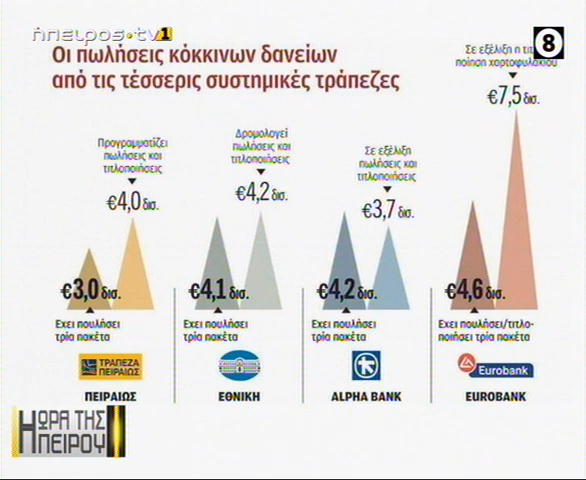 ήπειρος·tv1
8
Οι πωλήσεις κόκκινων δανείων
από τις τέσσερις συστημικές τράπεζες
Προγραμματίζει
πωλήσεις και
τιτλοποιήσεις
€4,0 δισ.
€3,0 δισ.
Εχει πουλήσει
τρία πακέτα
ΤΡΑΠΕΖΑ
ΠΕΙΡΑΙΩΣ
ΠΕΙΡΑΙΩΣ
Δρομολογεί
πωλήσεις και
τιτλοποιήσεις
€4,2 δισ.
€4,1 δισ.
Εχει πουλήσει
τρία πακέτα
ΕΘΝΙΚΗ
Σε εξέλιξη
πωλήσεις και
τιτλοποιήσεις
€3,7 δισ.
€4,2 δισ.
Εχει πουλήσει
τρία πακέτα
ALPHA BANK
Σε εξέλιξη η
ποίηση χαρτοφυλακίου
€7,5 δισ.
€4,6 δισ.
Εχει πουλήσει/τιτλο-
ποιήσει τρία πακέτα
Eurobank
EUROBANK
Η ΩΡΑ ΤΗΣ
ΗΠΕΙΡΟΥ